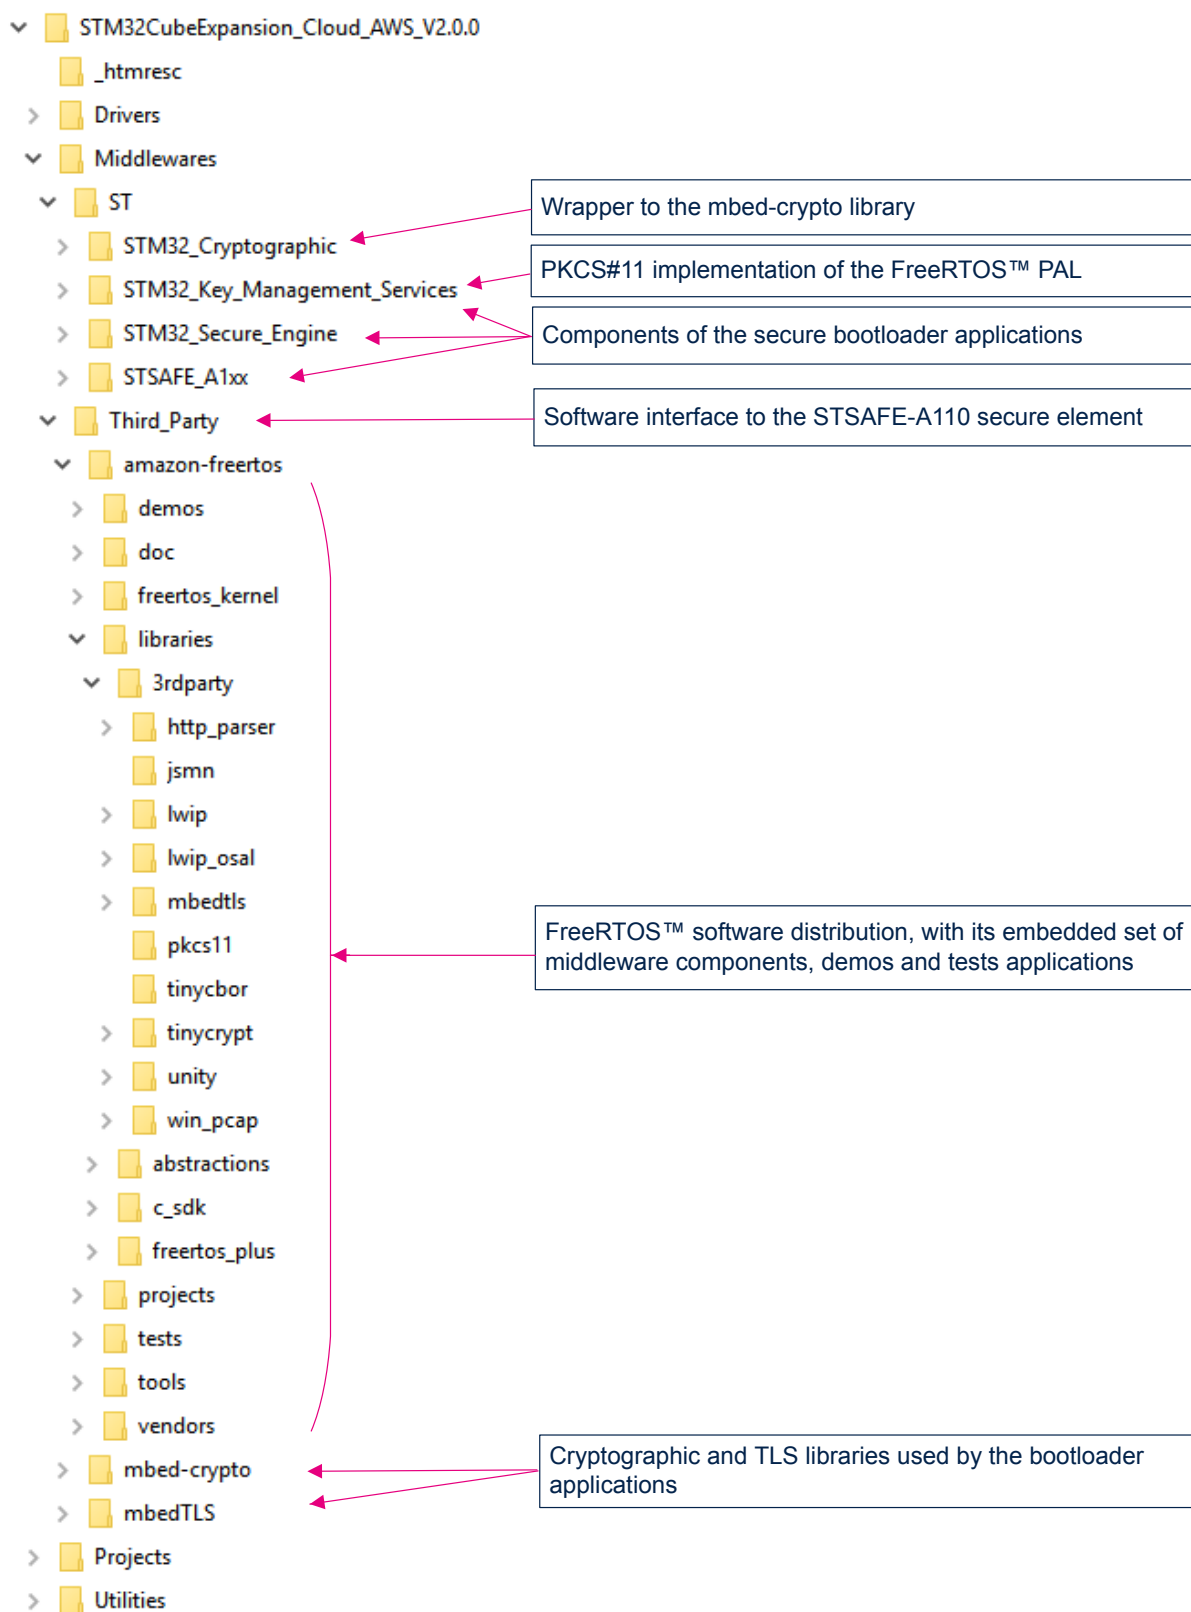 STM32CubeExpansion_Cloud_AWS_V2.0.0
_htmresc
Drivers
Middlewares
ST
Wrapper to the mbed-crypto library
STM32_Cryptographic
PKCS#11 implementation of the FreeRTOS™ PAL
STM32_Key_Management_Services
Components of the secure bootloader applications
STM32_Secure_Engine
STSAFE_A1xx
Software interface to the STSAFE-A110 secure element
Third_Party
amazon-freertos
demos
doc
freertos_kernel
libraries
3rdparty
http_parser
jsmn
lwip
lwip_osal
mbedtls
FreeRTOS™ software distribution, with its embedded set of
middleware components, demos and tests applications
pkcs11
tinycbor
tinycrypt
unity
win_pcap
abstractions
c_sdk
freertos_plus
projects
tests
tools
vendors
Cryptographic and TLS libraries used by the bootloader
applications
mbed-crypto
mbedTLS
Projects
Utilities